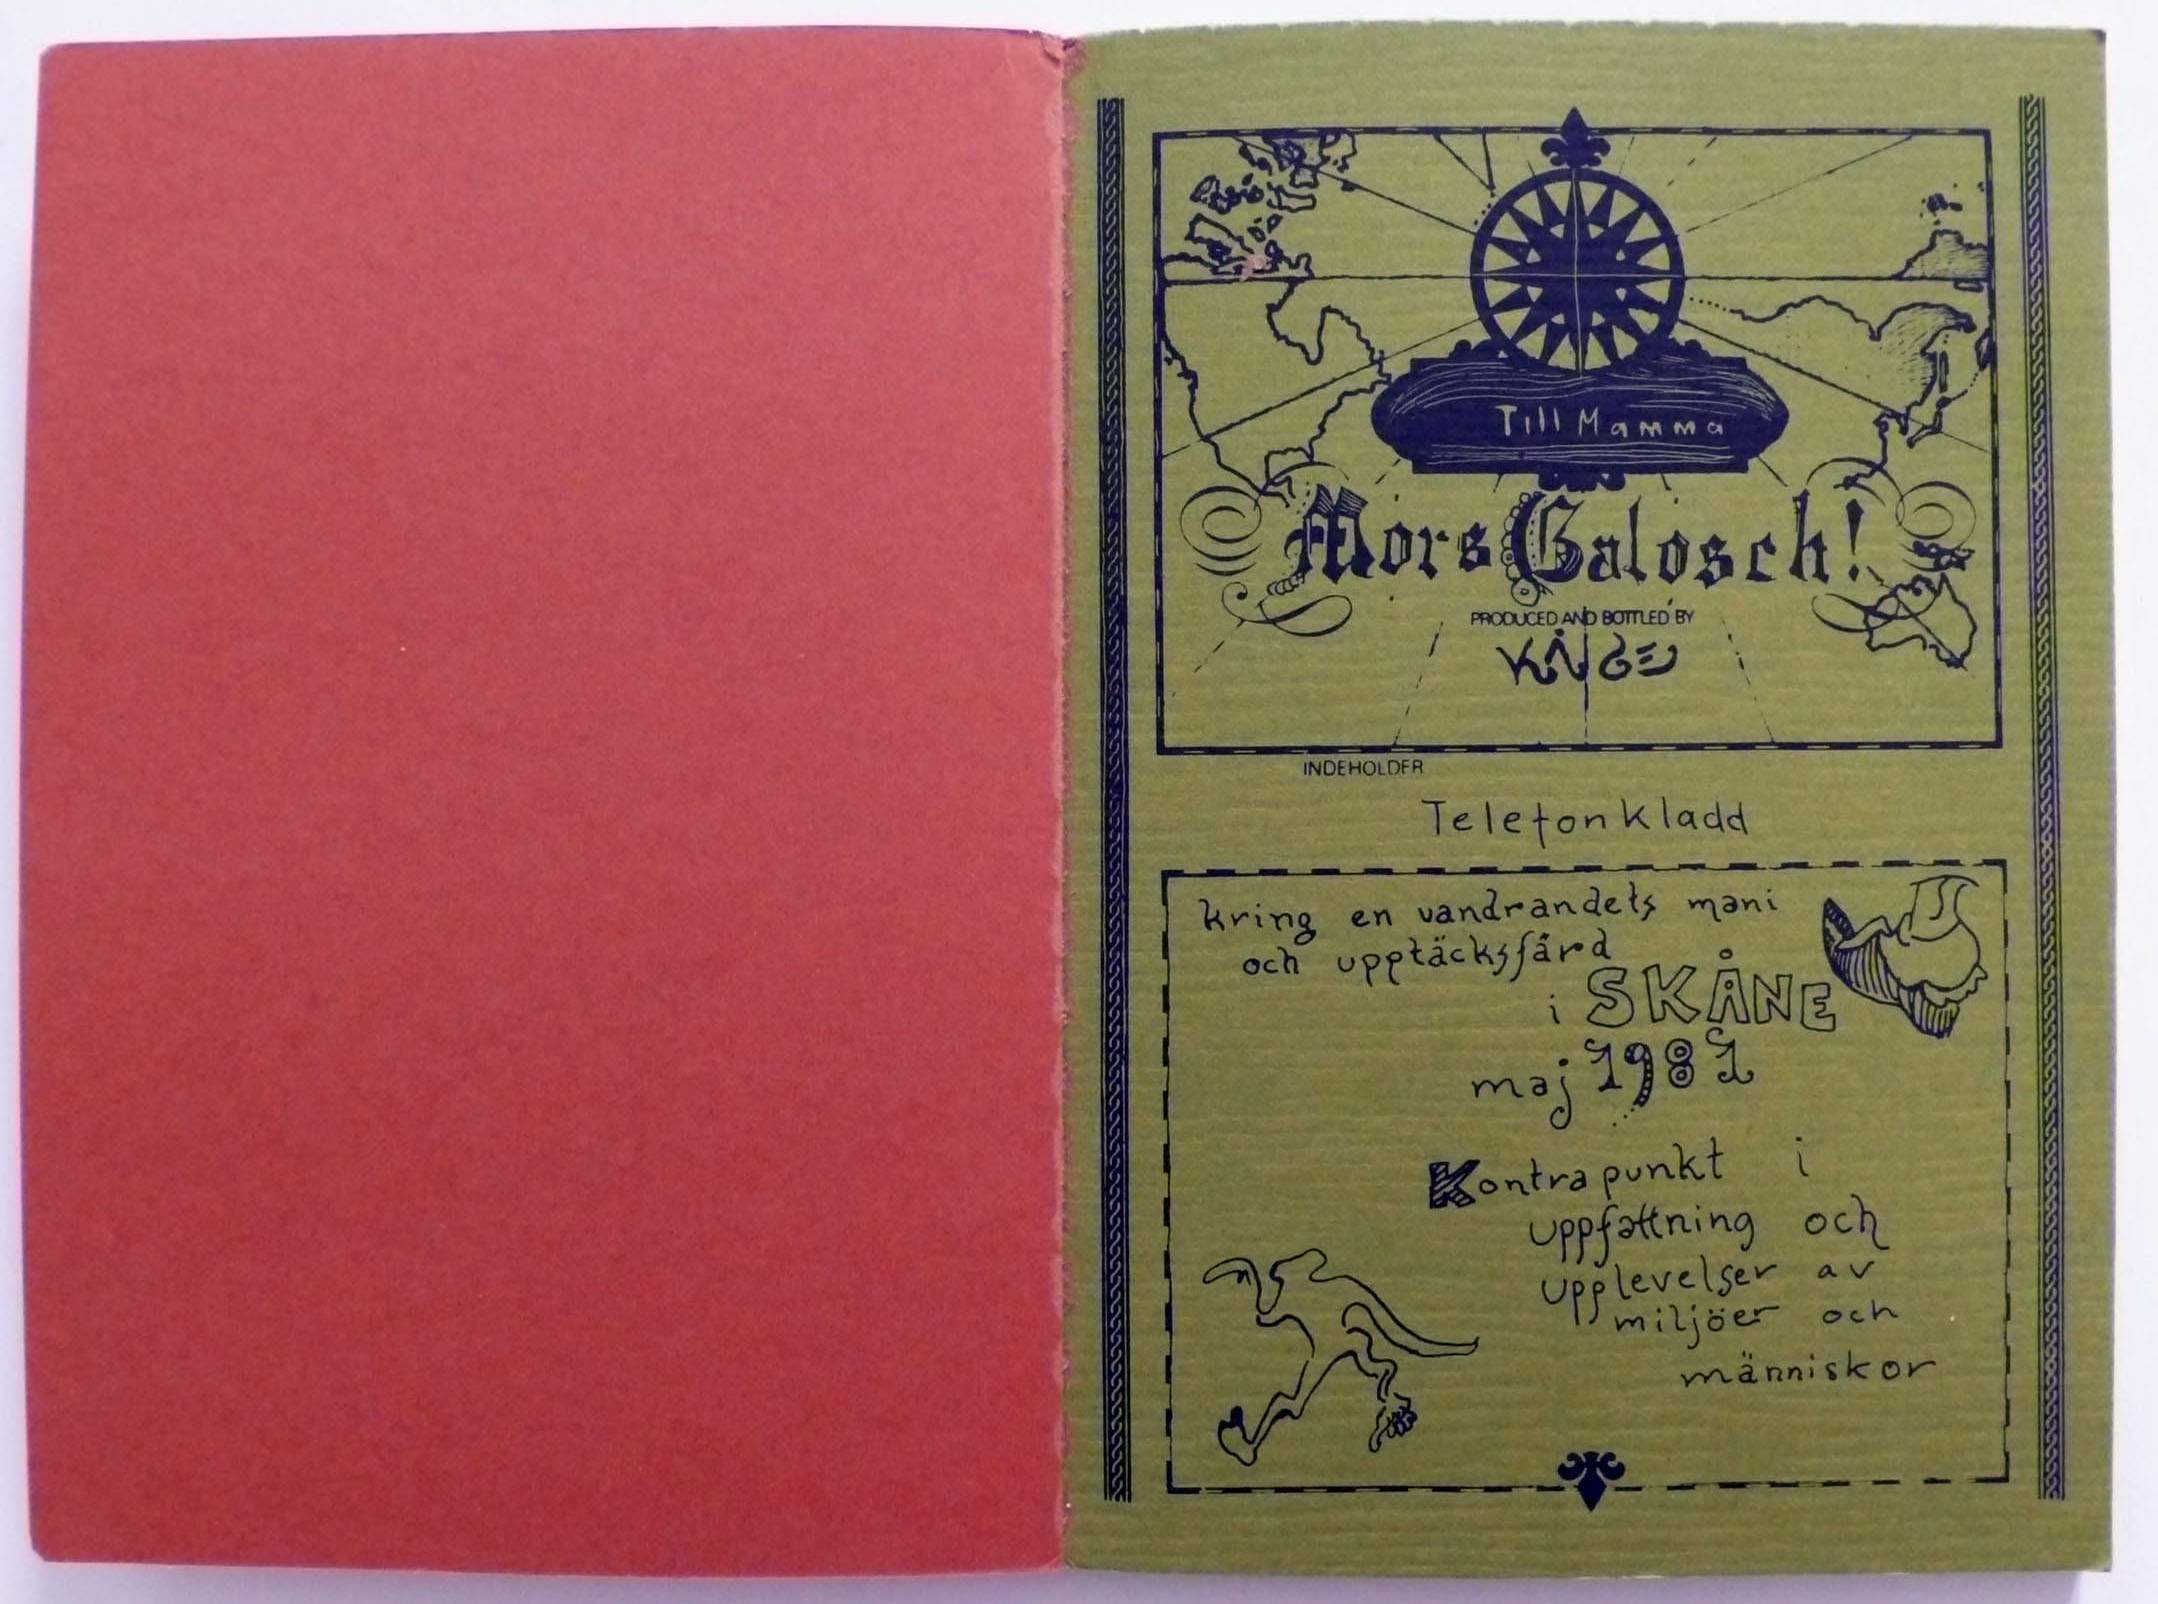 Till Mamma
Mors Galosch!
PRODUCED AND BOTTLED BY
INDEHOLDER
Telefonkladd
kring en vandrandets mani
och upptäcksfärd
i SKÅNE
maj 1981
Kontrapunkt i
uppfattning och
upplevelser av
miljöer och
människor